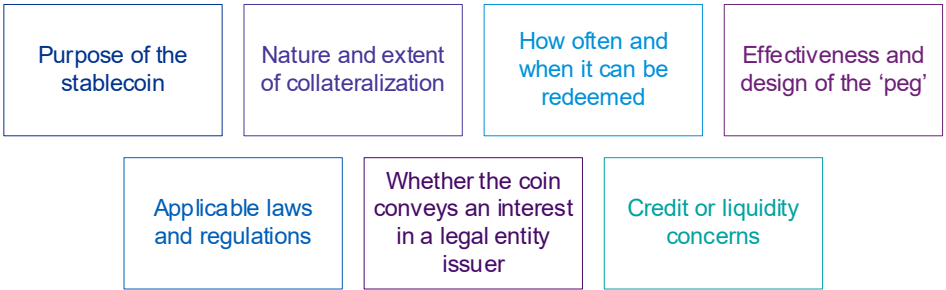 Purpose of the
stablecoin
Nature and extent
of collateralization
How often and
when it can be
redeemed
Effectiveness and
design of the ‘peg’
Applicable laws
and regulations
Whether the coin
conveys an interest
in a legal entity
issuer
Credit or liquidity
concerns